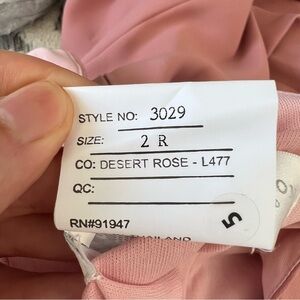 STYLE NO: 3029
SIZE: 2 R
CO: DESERT ROSE - L477
QC:
RN#91947
5